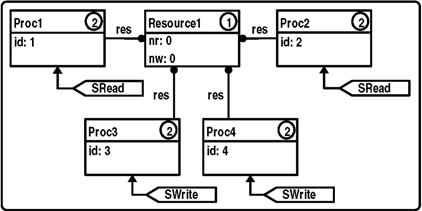 Proc1 2
id: 1
res
Resource1 1
nr: 0
nw: 0
res
Proc2 2
id: 2
SRead
SRead
res
res
Proc3 2
id: 3
Proc4 2
id: 4
SWrite
SWrite